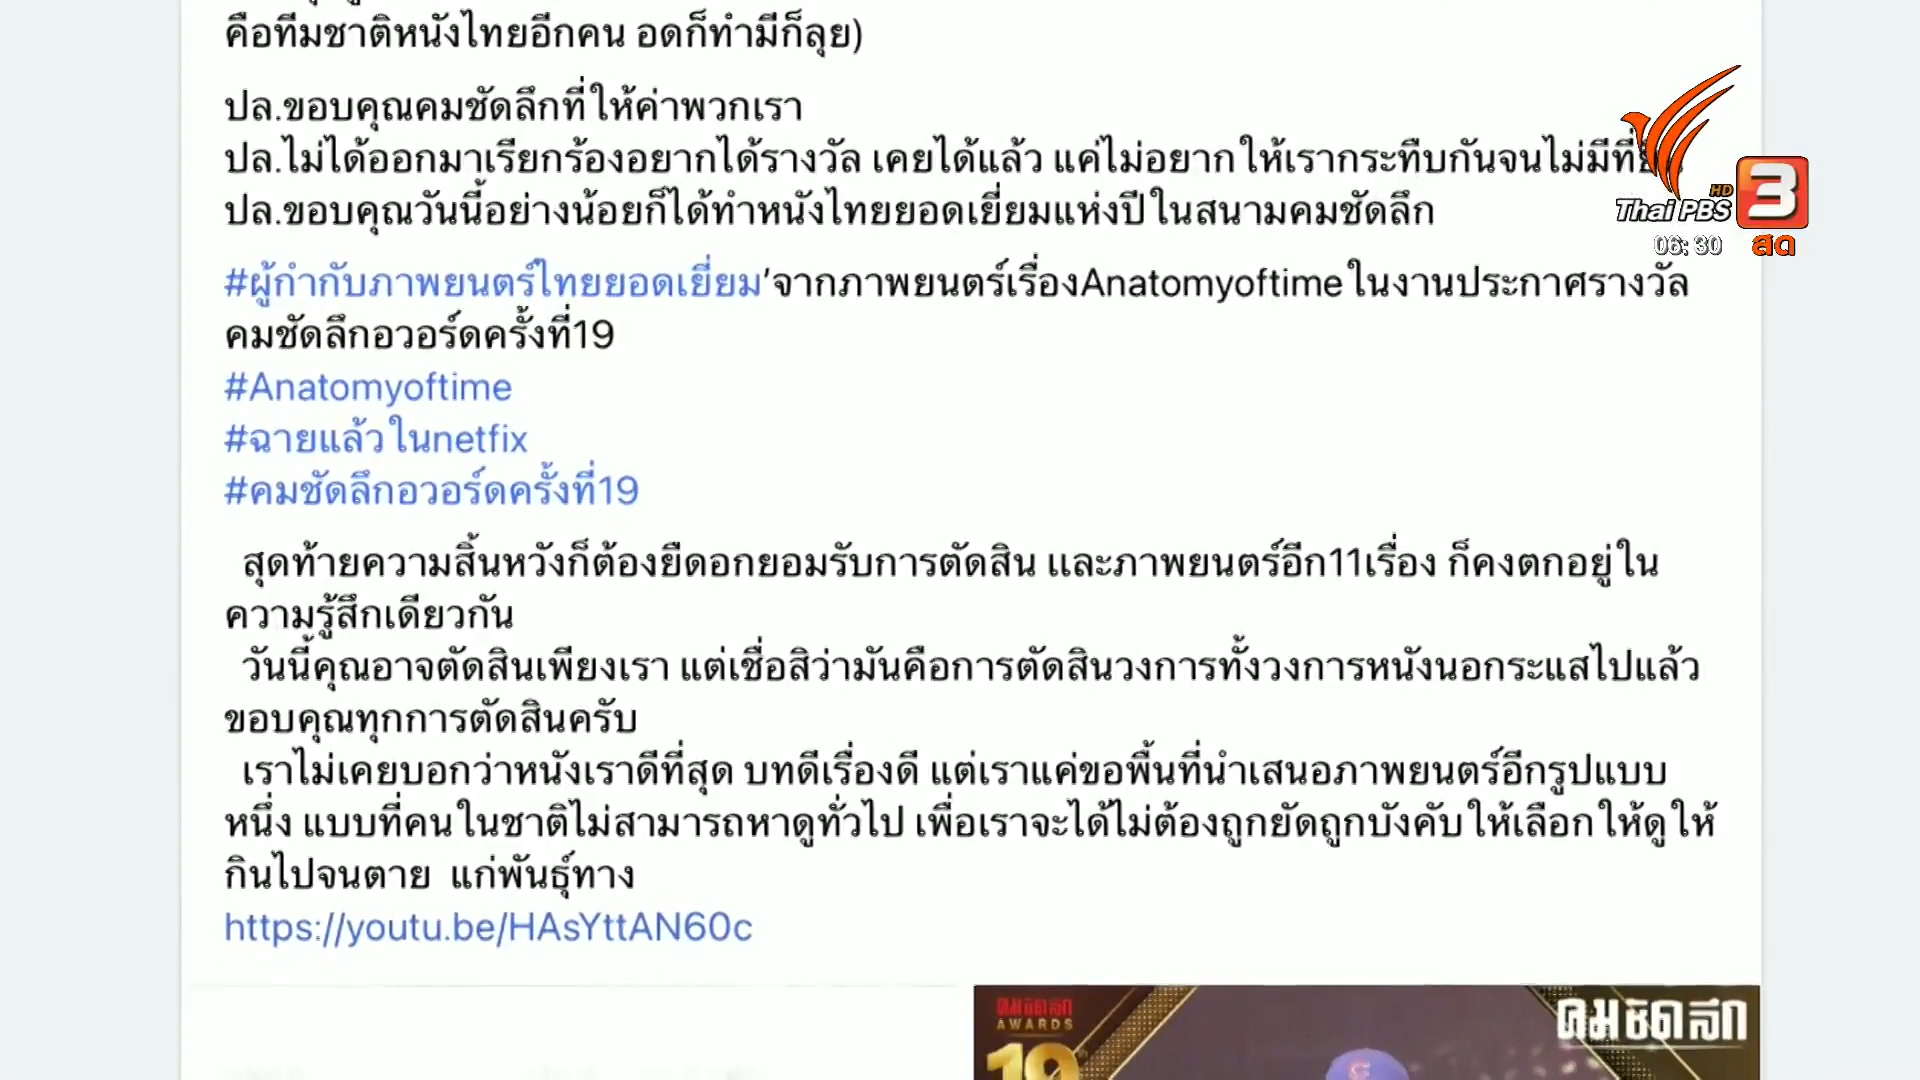 คือทีมชาติหนังไทยอีกคน อดก็ทำมีก็ลุย)
ปล.ขอบคุณคมชัดลึกที่ให้ค่าพวกเรา
ปล.ไม่ได้ออกมาเรียกร้องอยากได้รางวัล เคยได้แล้ว แค่ไม่อยากให้เรากระทืบกันจนไม่มี
ปล.ขอบคุณวันนี้อย่างน้อยก็ได้ทำหนังไทยยอดเยี่ยมแห่งปีในสนามคมชัดลึก
HD
Thai PBS 3
06:30 สด
#ผู้กำกับภาพยนตร์ไทยยอดเยี่ยม’จากภาพยนตร์เรื่องAnatomyoftimeในงานประกาศรางวัล
คมชัดลึกอวอร์ดครั้งที่19
#Anatomyoftime
#ฉายแล้วในnetfix
#คมชัดลึกอวอร์ดครั้งที่19
สุดท้ายความสิ้นหวังก็ต้องยืดอกยอมรับการตัดสิน และภาพยนตร์อีก11เรื่อง ก็คงตกอยู่ใน
ความรู้สึกเดียวกัน
วันนี้คุณอาจตัดสินเพียงเรา แต่เชื่อสิว่ามันคือการตัดสินวงการทั้งวงการหนังนอกระแสไปแล้ว
ขอบคุณทุกการตัดสินครับ
เราไม่เคยบอกว่าหนังเราดีที่สุด บทดีเรื่องดี แต่เราแค่ขอพื้นที่นำเสนอภาพยนตร์อีกรูปแบบ
หนึ่ง แบบที่คนในชาติไม่สามารถหาดูทั่วไป เพื่อเราจะได้ไม่ต้องถูกยัดถูกบังคับให้เลือกให้ดูให้
กินไปจนตาย แก่พันธุ์ทาง
https://youtu.be/HAsYttAN60c
คมชัดลึก
AWARDS
19
คมชัดลึก